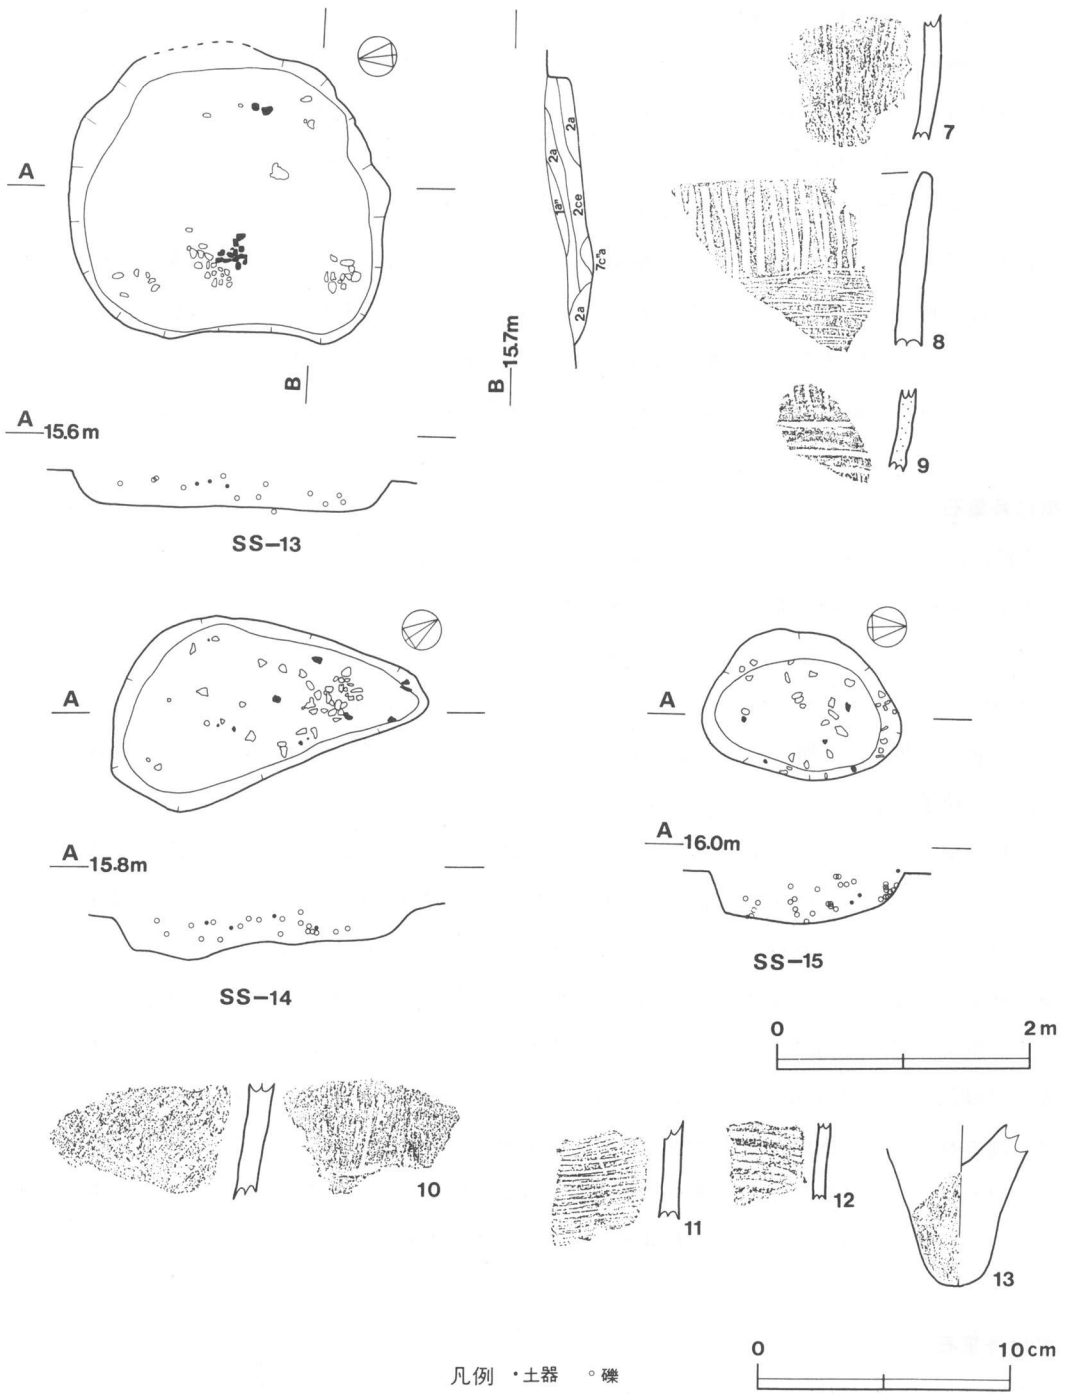 A
B
B 15.7m
2a
2a
1a"
2ce
7c"a
2a
7
8
9
A 15.6m
SS-13
A
A 15.8m
SS-14
A
A 16.0m
SS-15
0 2m
10
11
12
13
0 10cm
凡例 ・土器 ○礫